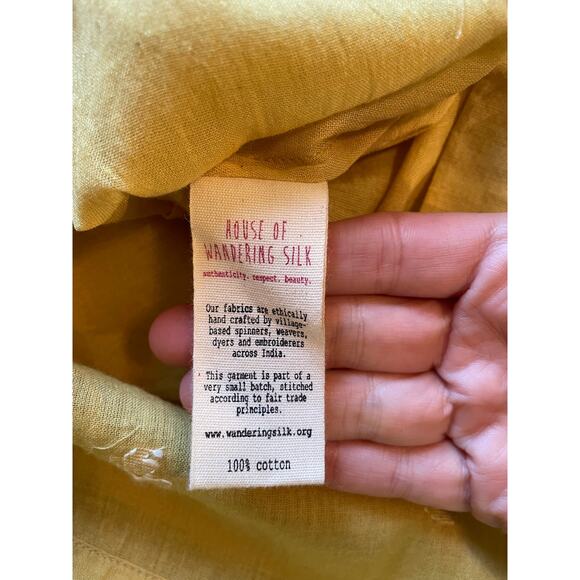 HOUSE OF
WANDERING SILK
authenticity. respect. beauty.
Our fabrics are ethically
hand crafted by village-
based spinners, weavers,
dyers and embroiderers
across India.
This garment is part of a
very small batch, stitched
according to fair trade
principles.
www.wanderingsilk.org
100% cotton